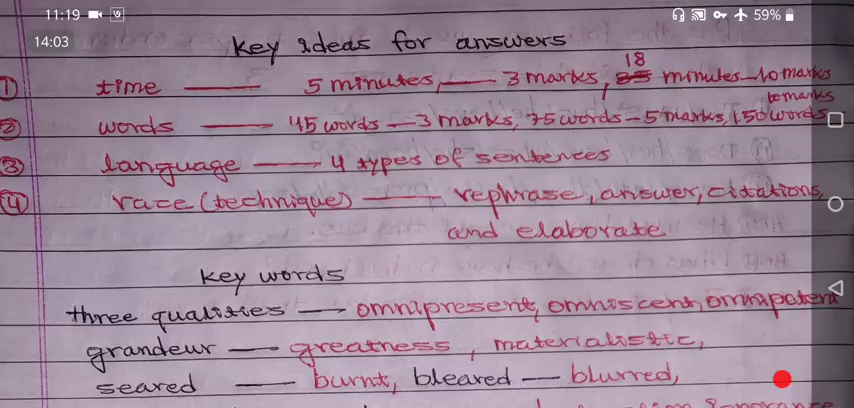 11:19
59%
14:03
key ideas for answers
① time —— 5 minutes, —— 3 marks, 18 minutes - 10 marks
10 marks
② words —— 45 words — 3 marks, 75 words - 5 marks, 150 words
③ language —— 4 types of sentences
④ race (technique) —— rephrase, answer, citations,
and elaborate
key words
three qualities — omnipresent, omniscent, omnipotent
grandeur — greatness, materialistic,
seared — burnt, bleared — blurred,